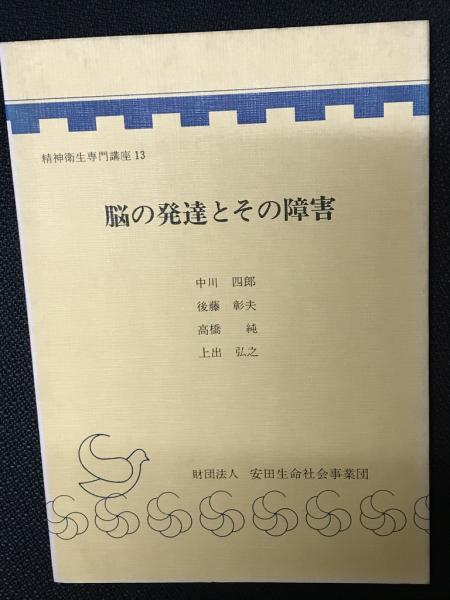 精神衛生専門講座13
脳の発達とその障害
中川 四郎
後藤 彰夫
高橋 純
上出 弘之
財団法人 安田生命社会事業団